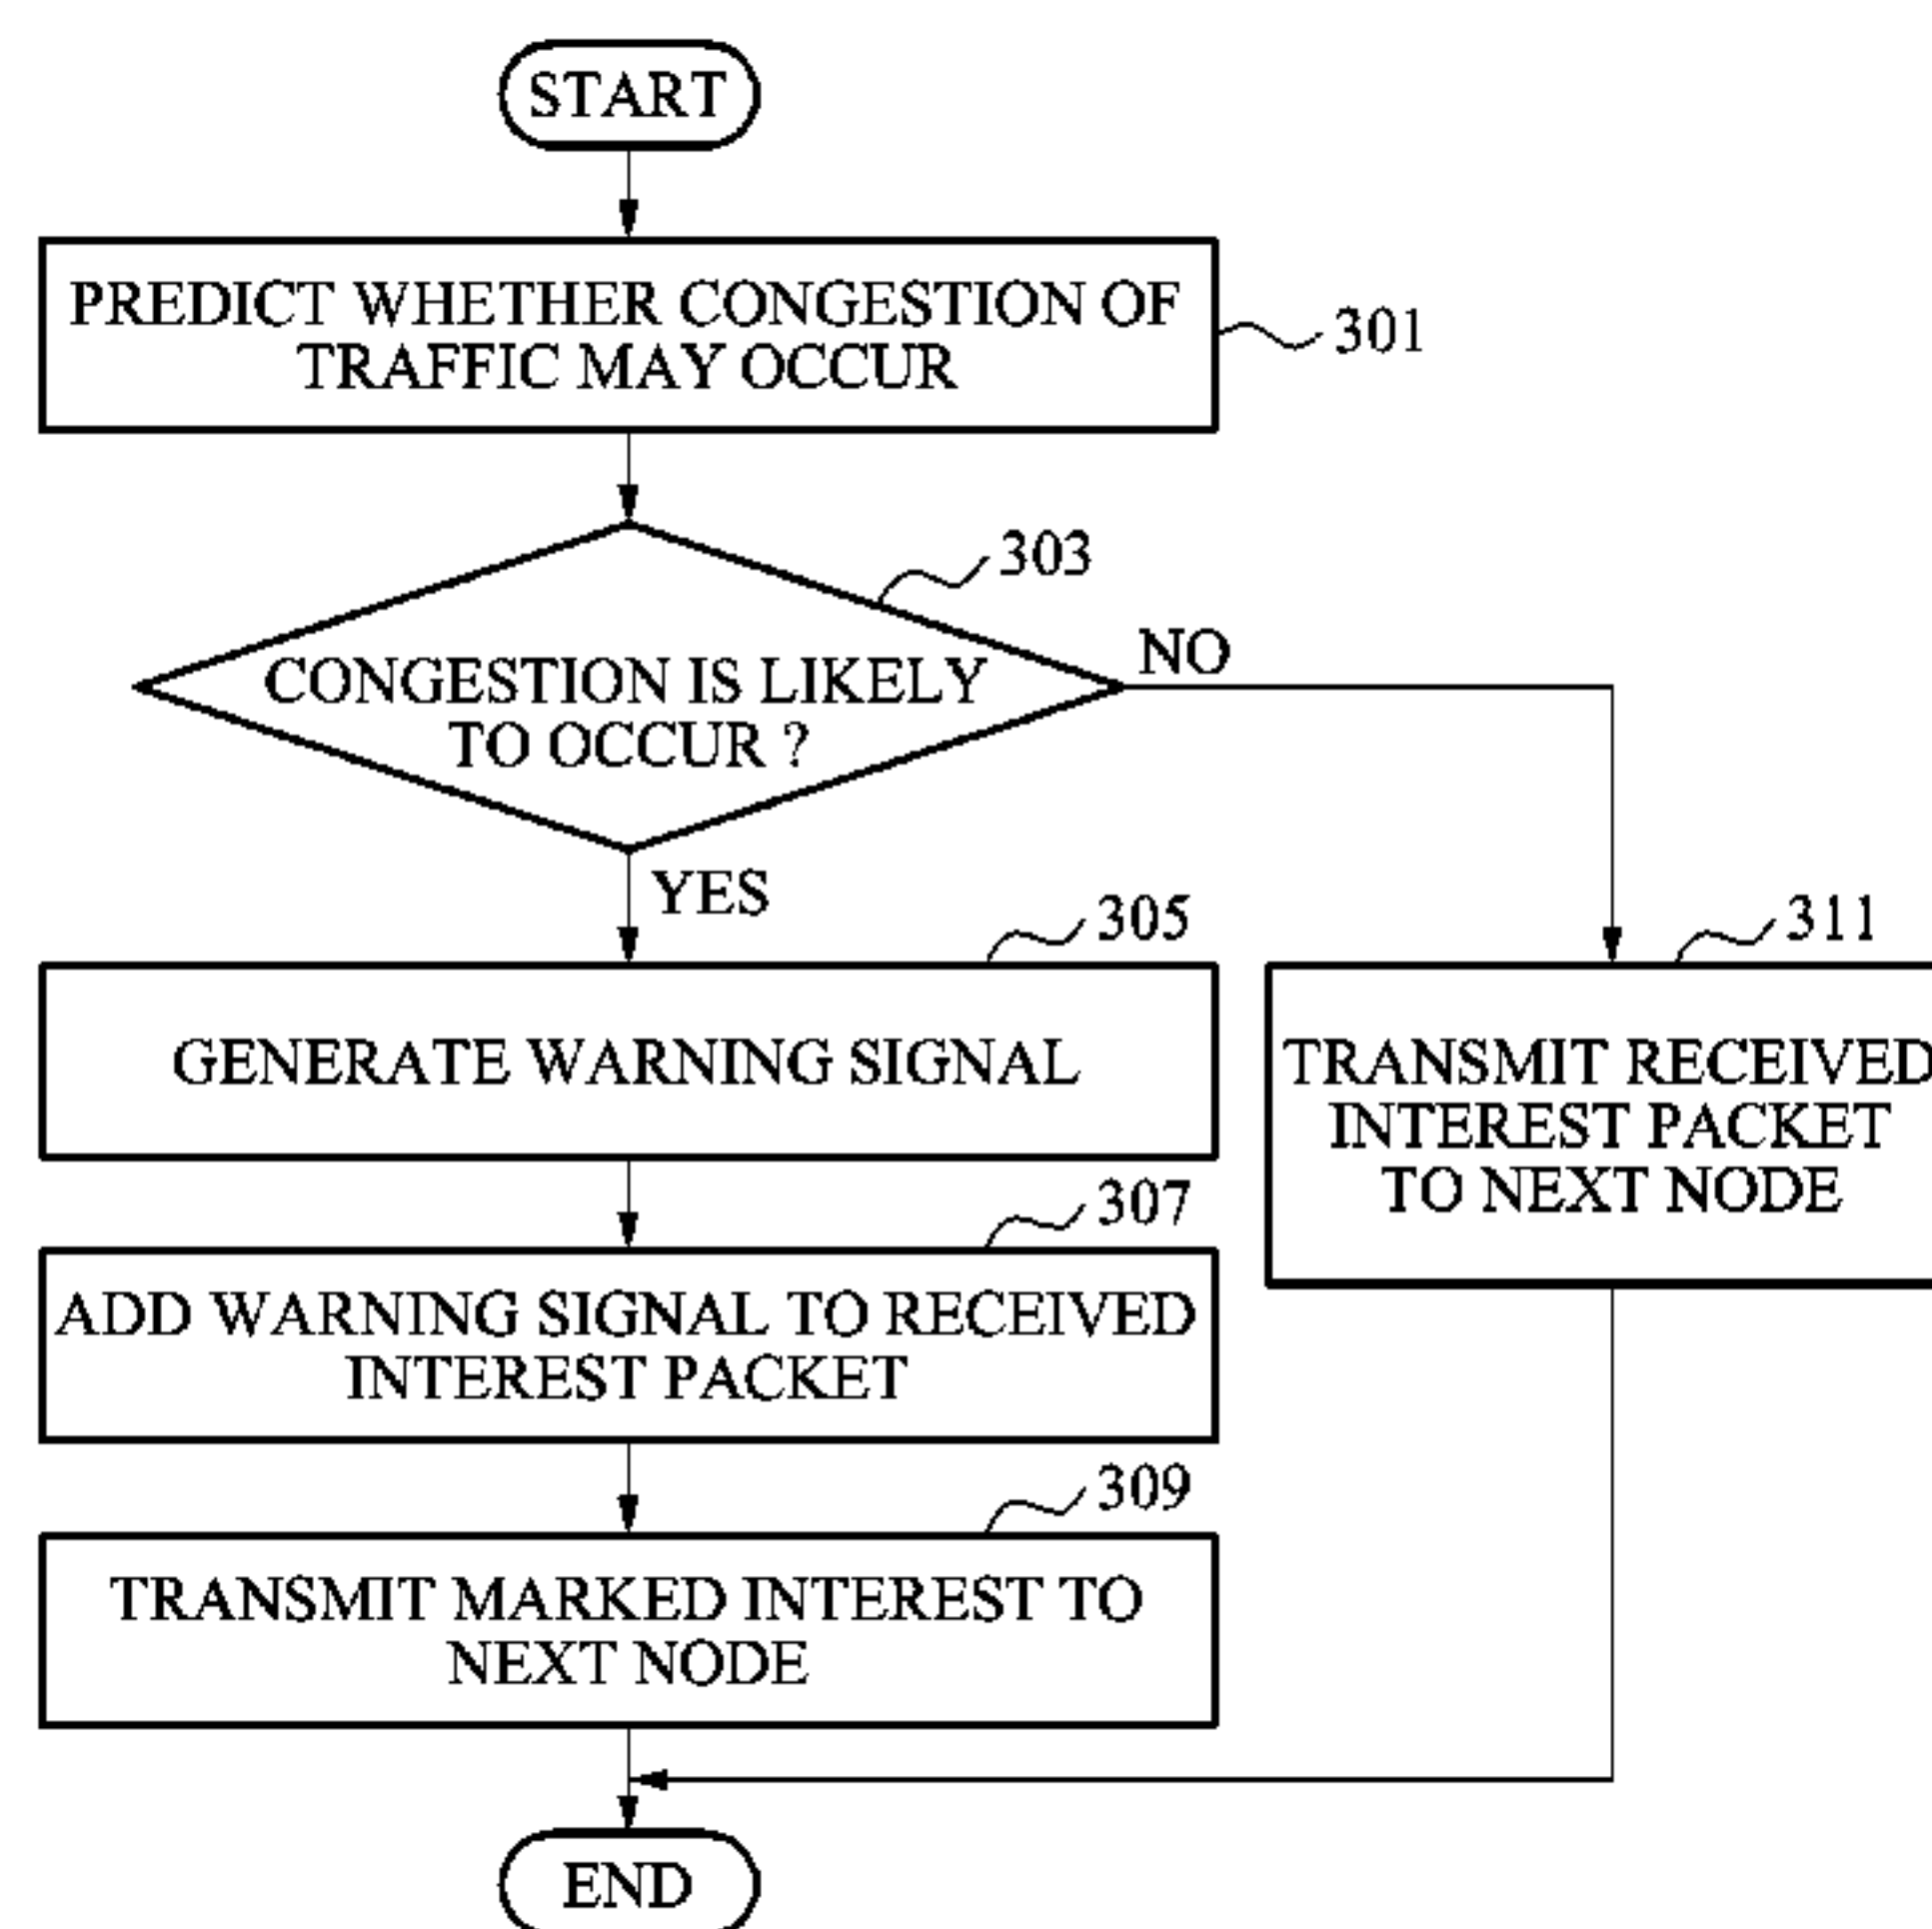 START
PREDICT WHETHER CONGESTION OF
TRAFFIC MAY OCCUR
301
303
CONGESTION IS LIKELY
TO OCCUR ?
NO
YES
305
GENERATE WARNING SIGNAL
311
TRANSMIT RECEIVED
INTEREST PACKET
TO NEXT NODE
307
ADD WARNING SIGNAL TO RECEIVED
INTEREST PACKET
309
TRANSMIT MARKED INTEREST TO
NEXT NODE
END